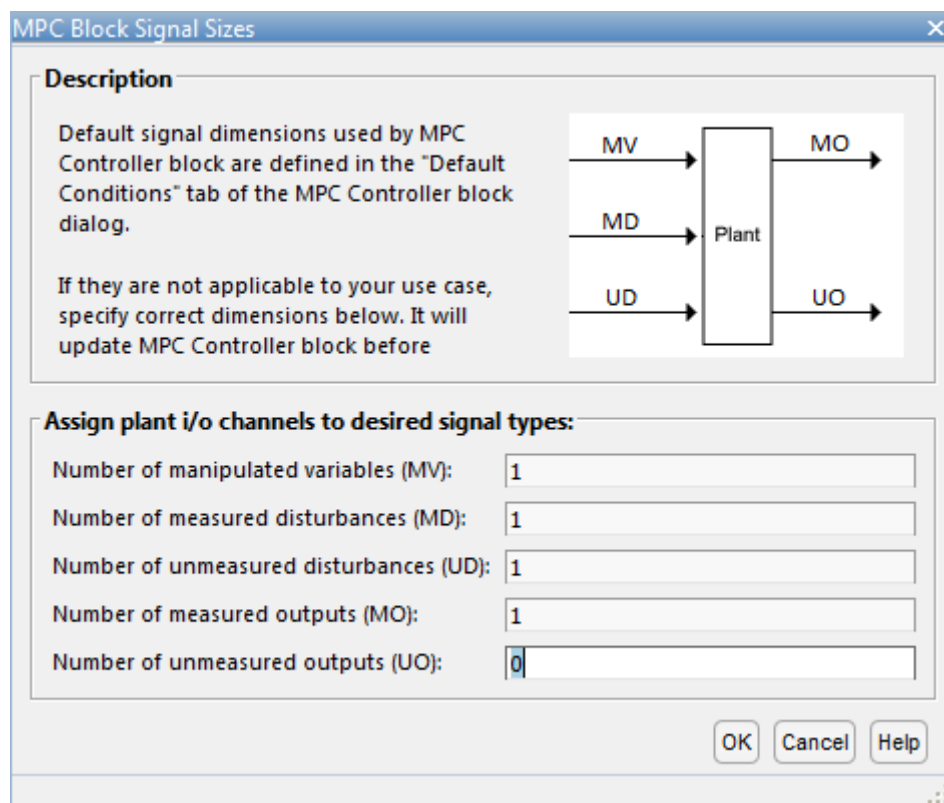 MPC Block Signal Sizes
Description
Default signal dimensions used by MPC
Controller block are defined in the "Default
Conditions" tab of the MPC Controller block
dialog.
If they are not applicable to your use case,
specify correct dimensions below. It will
update MPC Controller block before
MV
MO
MD
Plant
UD
UO
Assign plant i/o channels to desired signal types:
Number of manipulated variables (MV): 1
Number of measured disturbances (MD): 1
Number of unmeasured disturbances (UD): 1
Number of measured outputs (MO): 1
Number of unmeasured outputs (UO): 0
OK Cancel Help